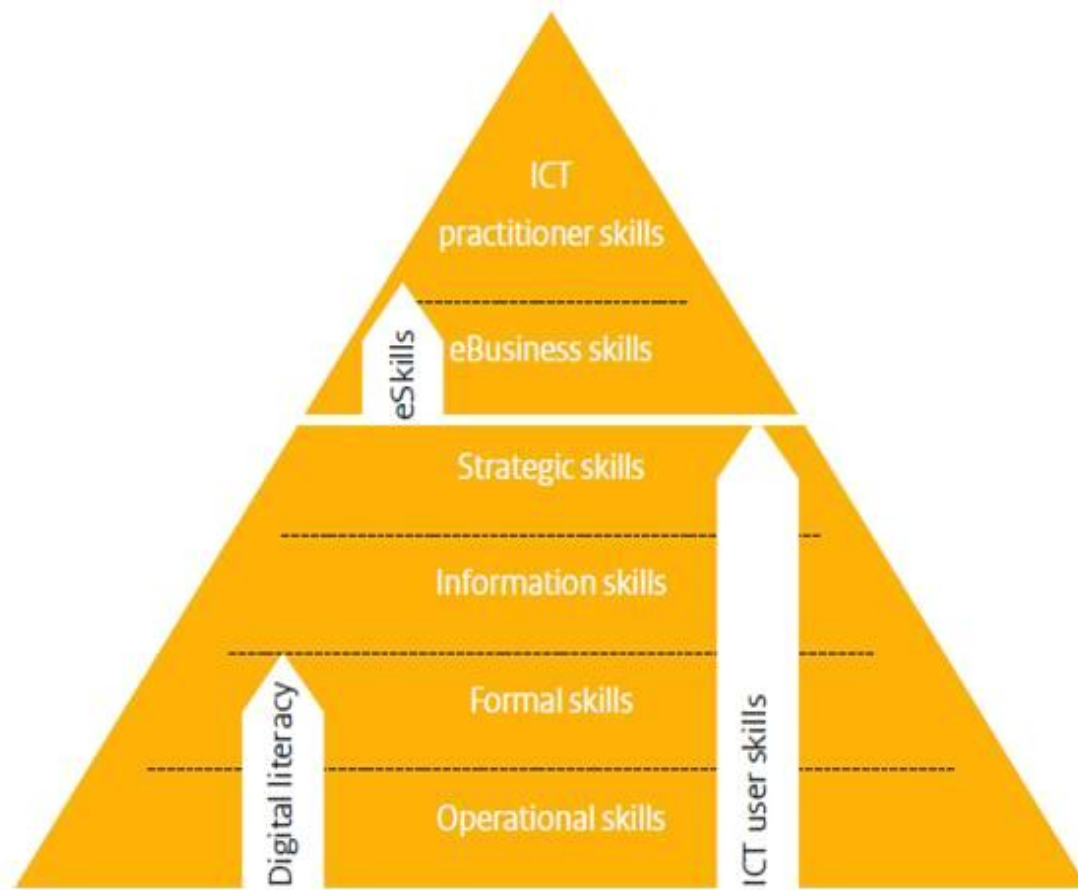 ICT
practitioner skills
eBusiness skills
eSkills
Strategic skills
Information skills
Formal skills
Operational skills
Digital literacy
ICT user skills